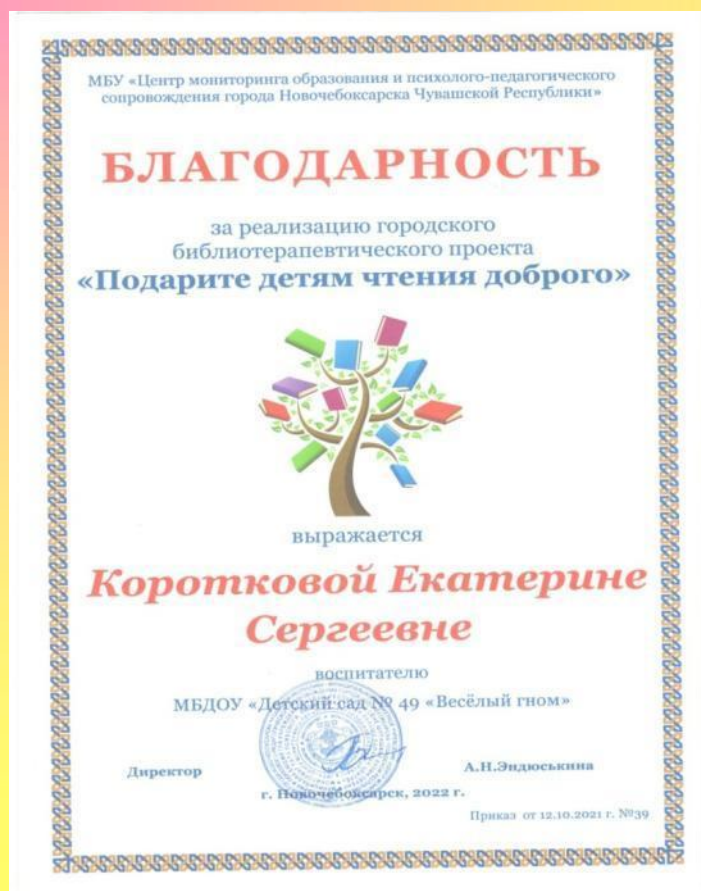 МБУ «Центр мониторинга образования и психолого-педагогического
сопровождения города Новочебоксарска Чувашской Республики»
БЛАГОДАРНОСТЬ
за реализацию городского
библиотерапевтического проекта
«Подарите детям чтения доброго»
выражается
Коротковой Екатерине
Сергеевне
воспитателю
МБДОУ «Детский сад № 49 «Весёлый гном»
Директор А.Н.Эндюськина
г. Новочебоксарск, 2022 г.
Приказ от 12.10.2021 г. №39